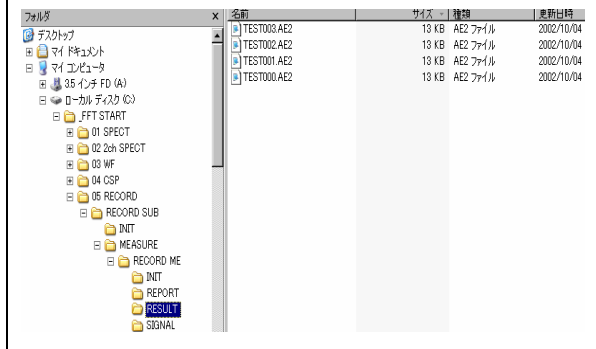 フォルダ x
デスクトップ
マイ ドキュメント
マイ コンピュータ
3.5 インチ FD (A:)
ローカル ディスク (C:)
_FFT START
01 SPECT
02 2ch SPECT
03 WF
04 CSP
05 RECORD
RECORD SUB
INIT
MEASURE
RECORD ME
INIT
REPORT
RESULT
SIGNAL
名前 サイズ 種類 更新日時
TEST003.AE2 13 KB AE2 ファイル 2002/10/04
TEST002.AE2 13 KB AE2 ファイル 2002/10/04
TEST001.AE2 13 KB AE2 ファイル 2002/10/04
TEST000.AE2 13 KB AE2 ファイル 2002/10/04